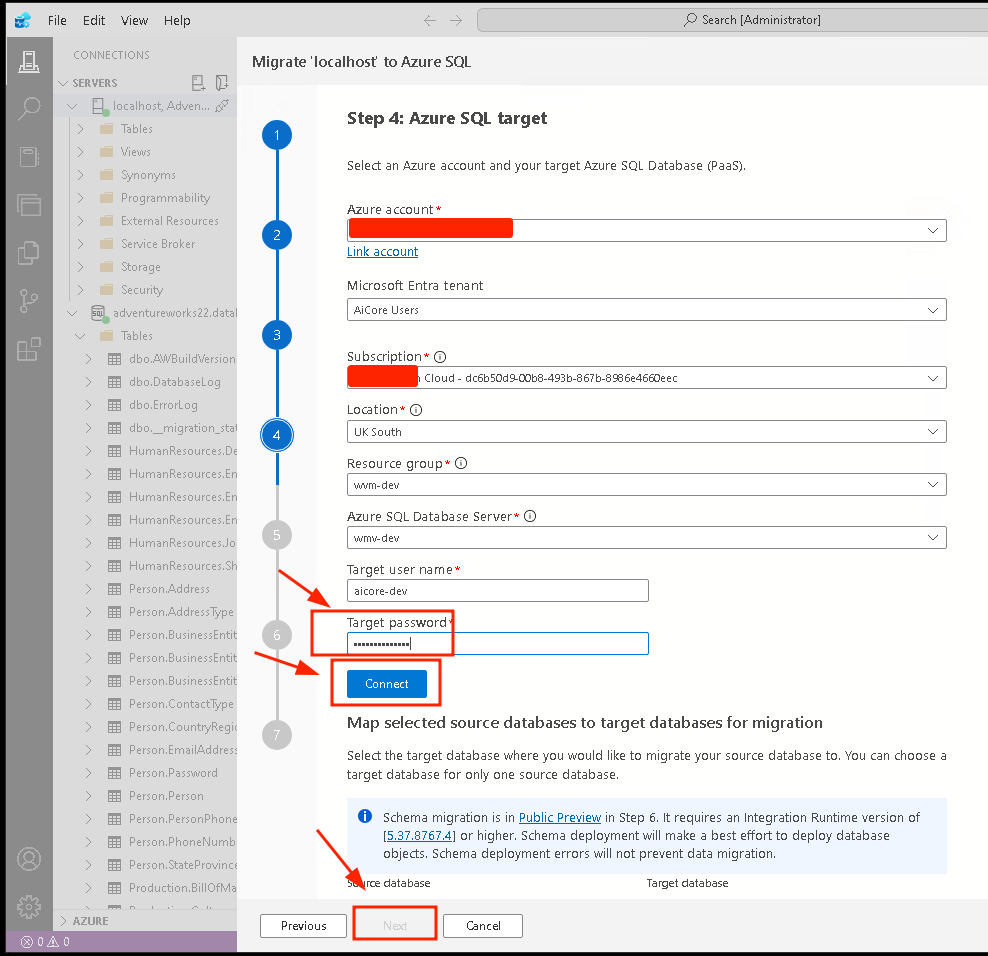 File Edit View Help
Search [Administrator]
CONNECTIONS
SERVERS
localhost, Adven...
Tables
Views
Synonyms
Programmability
External Resources
Service Broker
Storage
Security
adventureworks22.datal
Tables
dbo.AWBuildVersion
dbo.DatabaseLog
dbo.ErrorLog
dbo.__migration_stat
HumanResources.De
HumanResources.Em
HumanResources.Em
HumanResources.Em
HumanResources.Jo
HumanResources.Sh
Person.Address
Person.AddressType
Person.BusinessEntit
Person.BusinessEntit
Person.BusinessEntit
Person.ContactType
Person.CountryRegio
Person.EmailAddress
Person.Password
Person.Person
Person.PersonPhone
Person.PhoneNumb
Person.StateProvince
Production.BillOfMa
AZURE
0 0
Migrate 'localhost' to Azure SQL
1
2
3
4
5
6
7
Step 4: Azure SQL target
Select an Azure account and your target Azure SQL Database (PaaS).
Azure account*
Link account
Microsoft Entra tenant
AiCore Users
Subscription*
Cloud - dc6b50d9-00b8-493b-867b-8986e4660eec
Location*
UK South
Resource group*
wvm-dev
Azure SQL Database Server*
wmv-dev
Target user name*
aicore-dev
Target password*
Connect
Map selected source databases to target databases for migration
Select the target database where you would like to migrate your source database to. You can choose a
target database for only one source database.
Schema migration is in Public Preview in Step 6. It requires an Integration Runtime version of
[5.37.8767.4] or higher. Schema deployment will make a best effort to deploy database
objects. Schema deployment errors will not prevent data migration.
Source database Target database
Previous Next Cancel